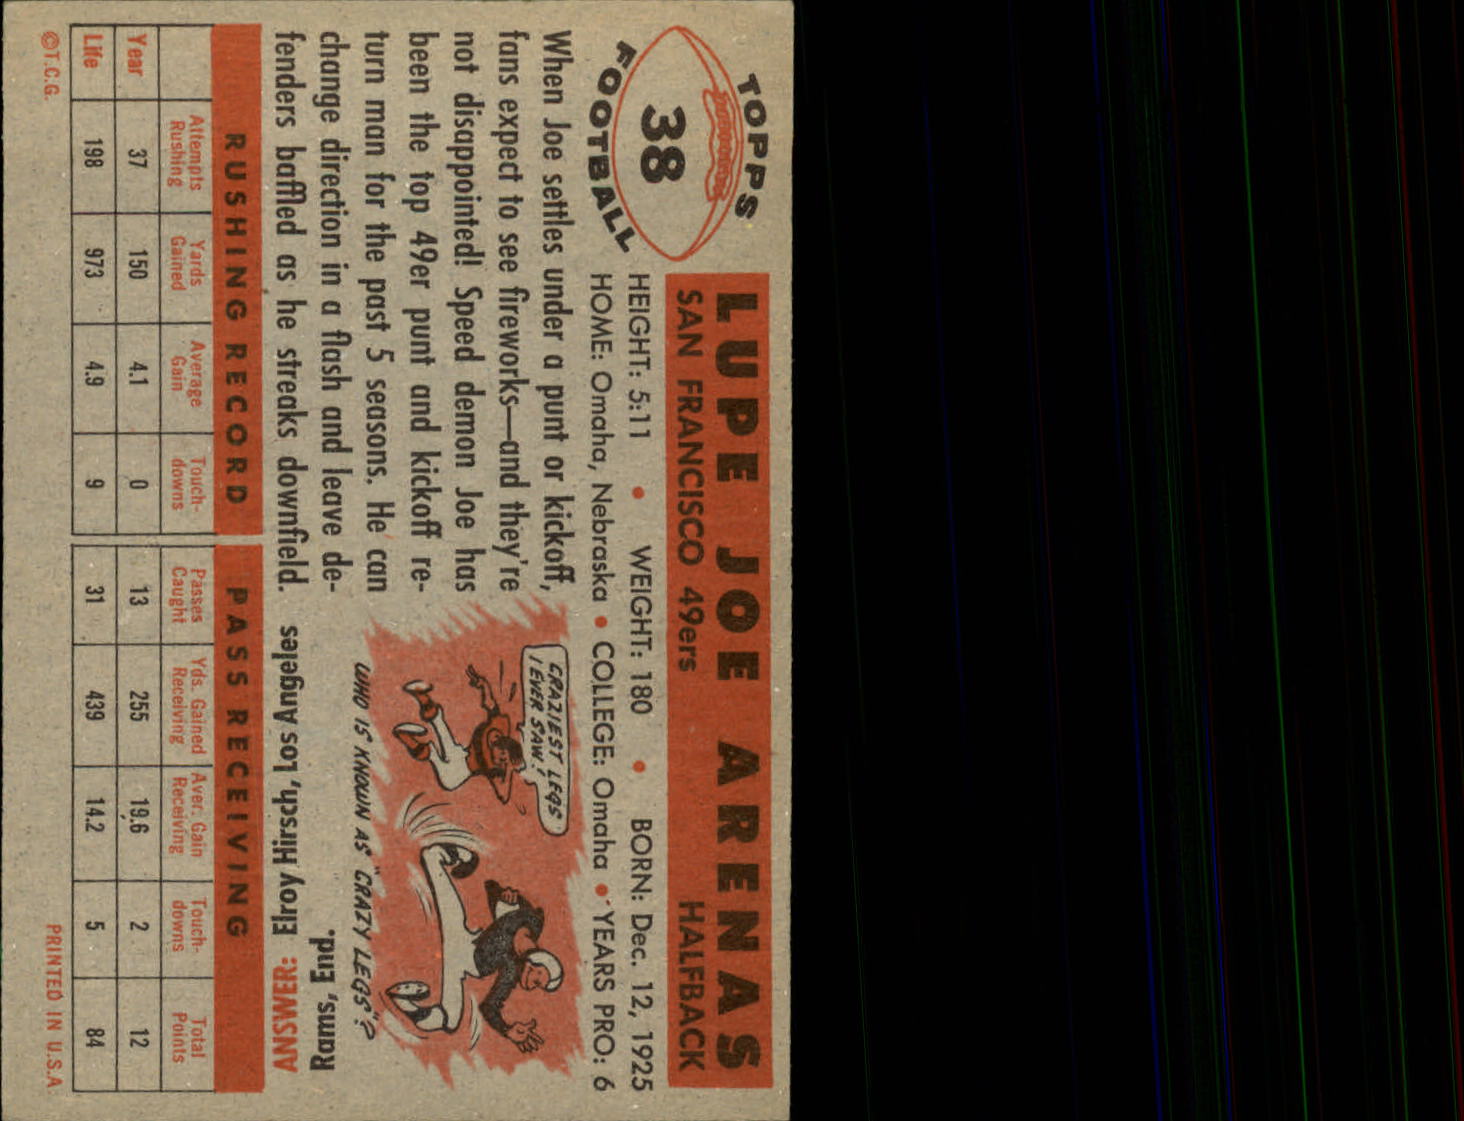 TOPPS
38
FOOTBALL
LUPE JOE ARENAS
SAN FRANCISCO 49ers HALFBACK
HEIGHT: 5:11 • WEIGHT: 180 • BORN: Dec. 12, 1925
HOME: Omaha, Nebraska • COLLEGE: Omaha • YEARS PRO: 6
When Joe settles under a punt or kickoff,
fans expect to see fireworks—and they're
not disappointed! Speed demon Joe has
been the top 49er punt and kickoff re-
turn man for the past 5 seasons. He can
change direction in a flash and leave de-
fenders baffled as he streaks downfield.
CRAZIEST LEGS
I EVER SAW!
WHO IS KNOWN AS "CRAZY LEGS"?
ANSWER: Elroy Hirsch, Los Angeles
Rams, End.
RUSHING RECORD PASS RECEIVING
Attempts Rushing Yards Gained Average Gain Touch-downs Passes Caught Yds. Gained Receiving Aver. Gain Receiving Touch-downs Total Points
Year 37 150 4.1 0 13 255 19.6 2 12
Life 198 973 4.9 9 31 439 14.2 5 84
©T.C.G. PRINTED IN U.S.A